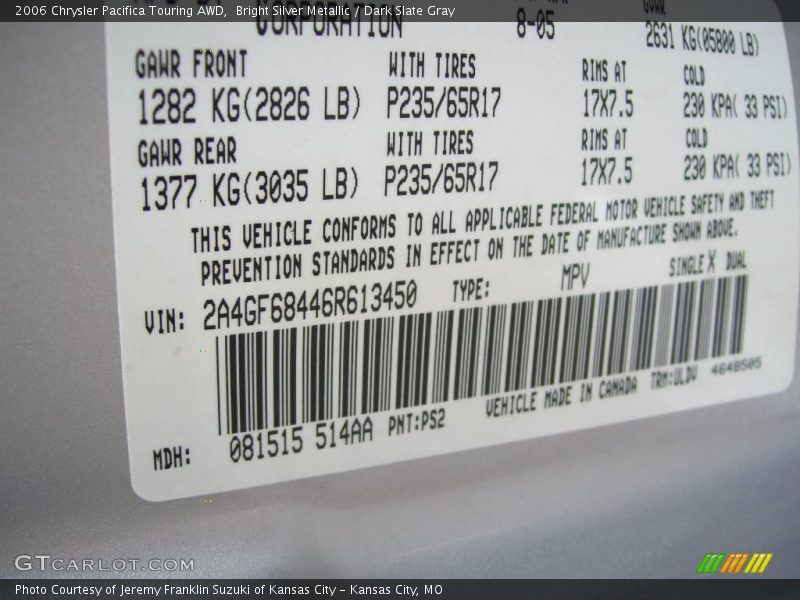 2006 Chrysler Pacifica Touring AWD,  Bright Silver Metallic / Dark Slate Gray
CORPORATION 8-05 2631 KG(05800 LB)
GAWR FRONT WITH TIRES RIMS AT COLD
1282 KG(2826 LB) P235/65R17 17X7.5 230 KPA( 33 PSI)
GAWR REAR WITH TIRES RIMS AT COLD
1377 KG(3035 LB) P235/65R17 17X7.5 230 KPA( 33 PSI)
THIS VEHICLE CONFORMS TO ALL APPLICABLE FEDERAL MOTOR VEHICLE SAFETY AND THEFT
PREVENTION STANDARDS IN EFFECT ON THE DATE OF MANUFACTURE SHOWN ABOVE.
VIN: 2A4GF68446R613450 TYPE: MPV SINGLE X DUAL
MDH: 081515 514AA PNT:PS2 VEHICLE MADE IN CANADA TRM:ULDV 4648505
GTCARLOT.COM
Photo Courtesy of Jeremy Franklin Suzuki of Kansas City – Kansas City, MO